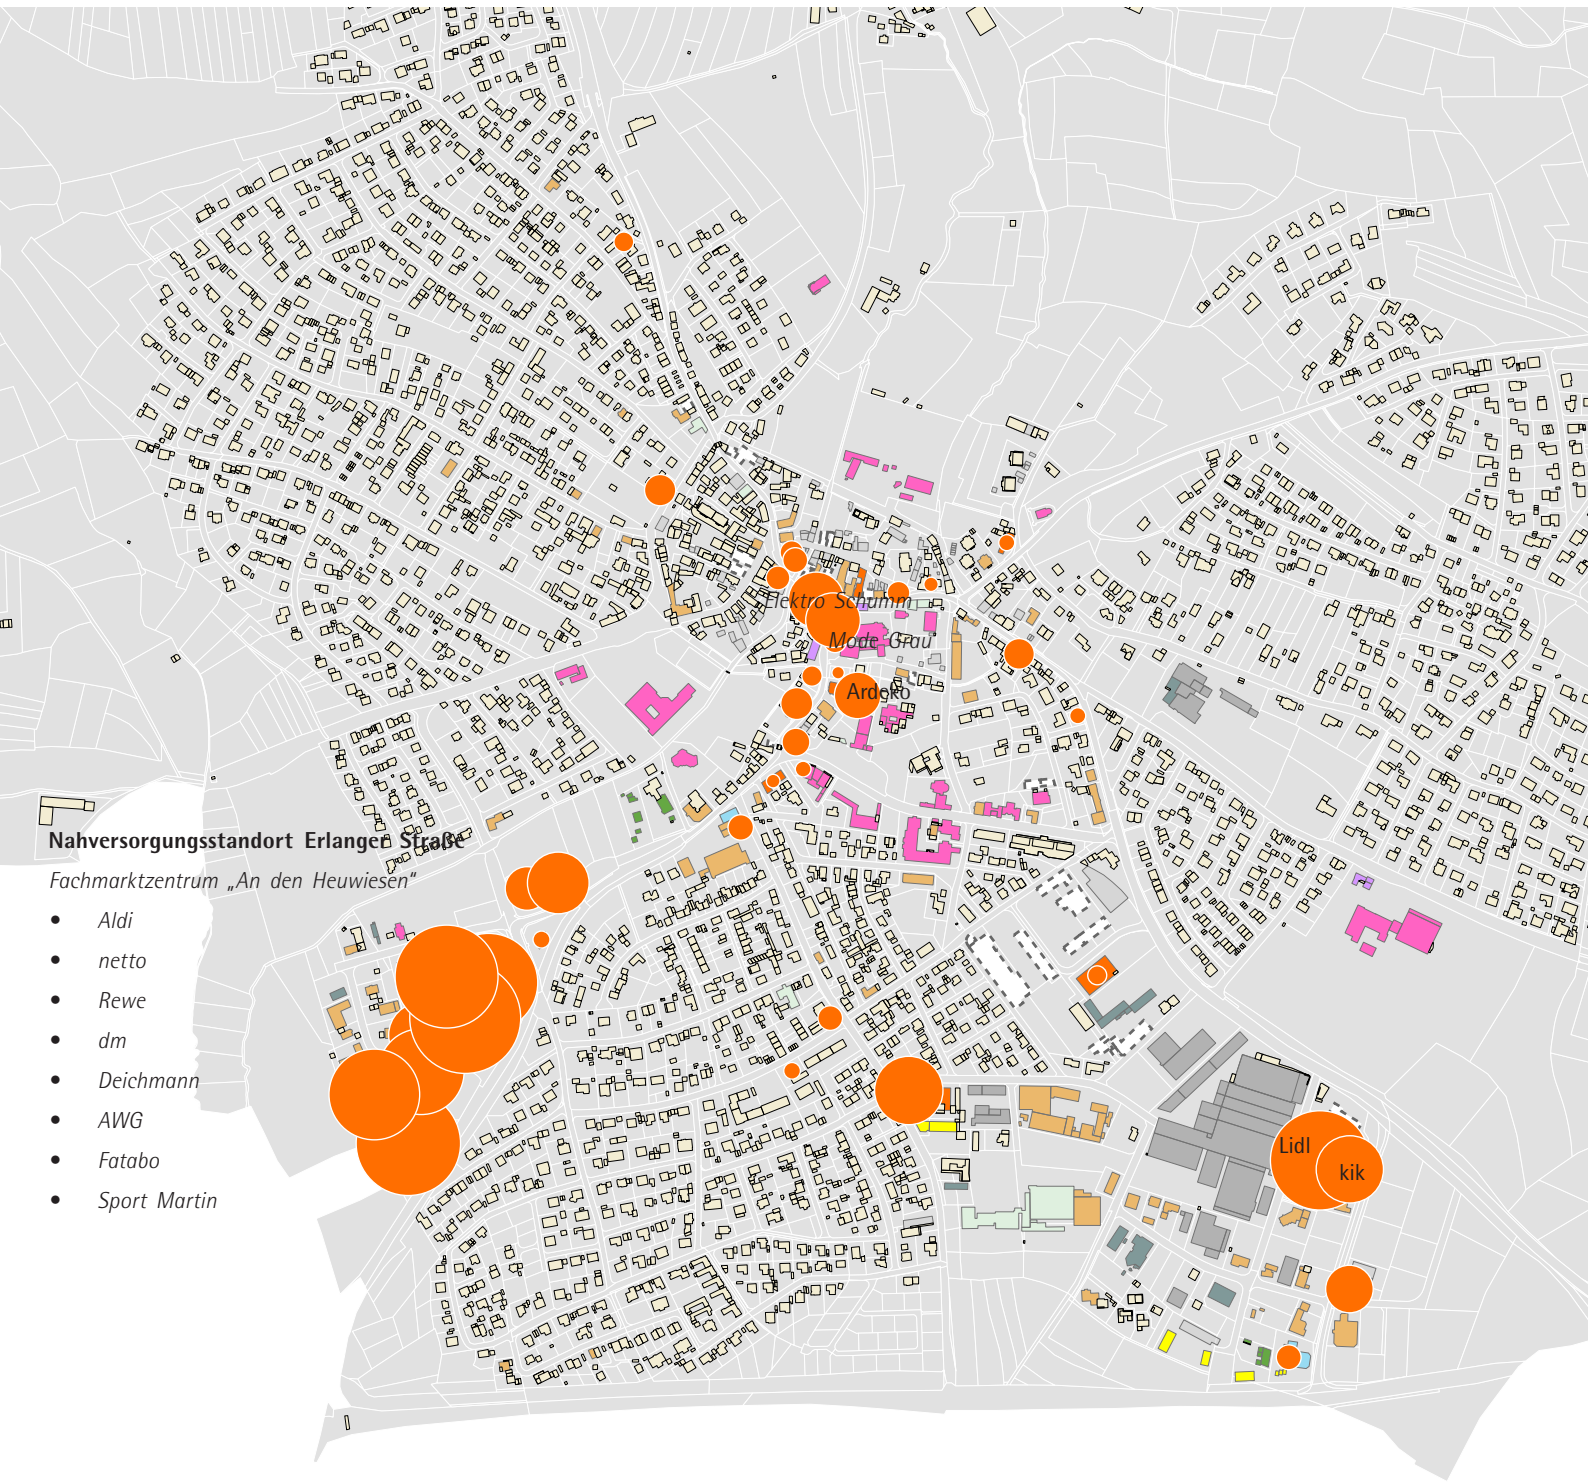 Elektro Schumm
Mode Grau
Ardeko
Nahversorgungsstandort Erlanger Straße
Fachmarktzentrum „An den Heuwiesen“
• Aldi
• netto
• Rewe
• dm
• Deichmann
• AWG
• Fatabo
• Sport Martin
Lidl
kik